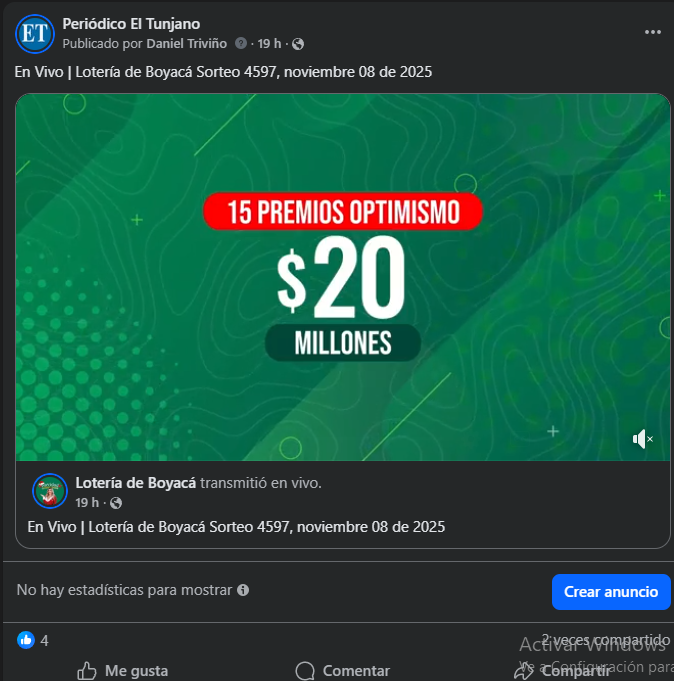 ET
Periódico El Tunjano
Publicado por Daniel Triviño · 19 h ·
En Vivo | Lotería de Boyacá Sorteo 4597, noviembre 08 de 2025
15 PREMIOS OPTIMISMO
$20
MILLONES
Lotería de Boyacá transmitió en vivo.
19 h ·
En Vivo | Lotería de Boyacá Sorteo 4597, noviembre 08 de 2025
No hay estadísticas para mostrar
Crear anuncio
4
2 veces compartido
Activar Windows
Ve a Configuración para
Me gusta
Comentar
Compartir